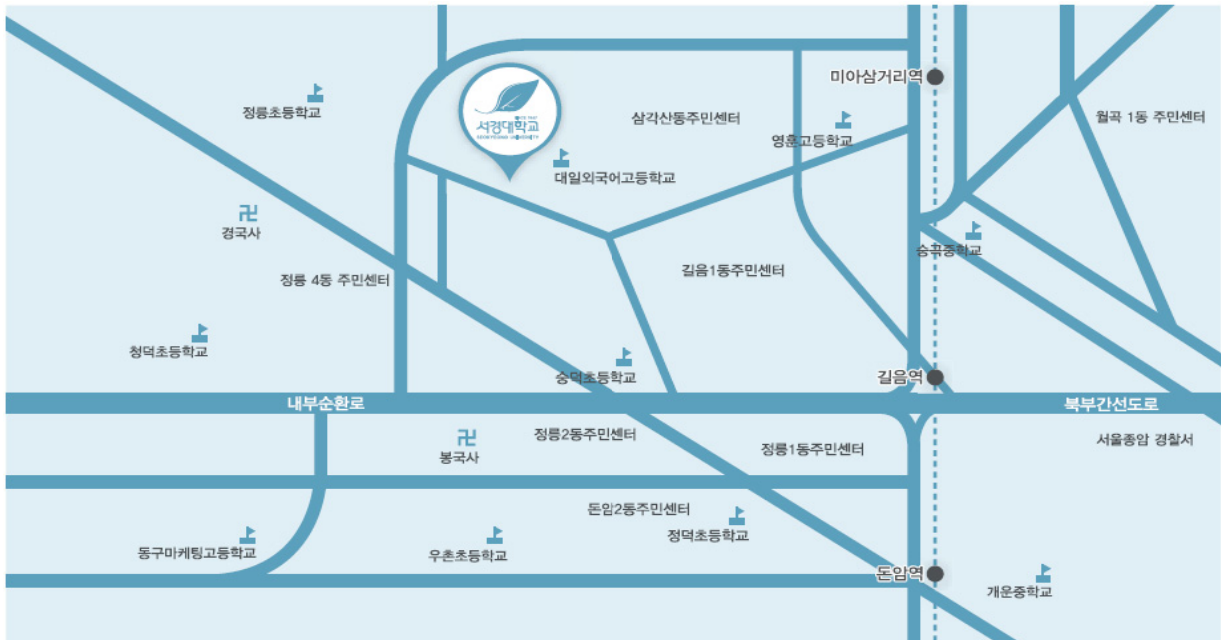 미아삼거리역
정릉초등학교
서경대학교
SEOKYEONG UNIVERSITY
삼각산동주민센터
영훈고등학교
월곡 1동 주민센터
대일외국어고등학교
경국사
숭곡중학교
정릉 4동 주민센터
길음1동주민센터
청덕초등학교
숭덕초등학교
길음역
내부순환로
북부간선도로
정릉2동주민센터
정릉1동주민센터
서울종암 경찰서
봉국사
돈암2동주민센터
정덕초등학교
동구마케팅고등학교
우촌초등학교
돈암역
개운중학교